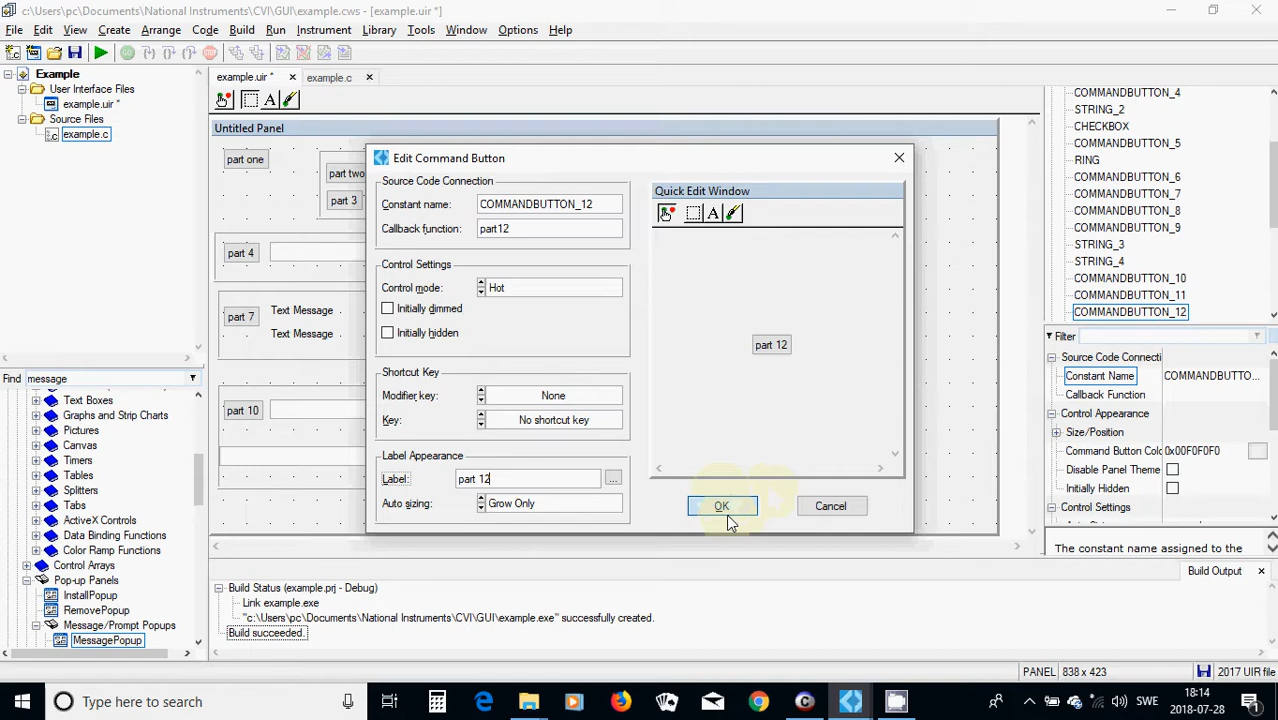 c:\Users\pc\Documents\National Instruments\CVI\GUI\example.cws - [example.uir *]
File Edit View Create Arrange Code Build Run Instrument Library Tools Window Options Help
Example
User Interface Files
example.uir *
Source Files
example.c
example.uir *
example.c
Untitled Panel
part one
part two
part 3
part 4
part 7
Text Message
Text Message
part 10
Edit Command Button
Source Code Connection
Constant name: COMMANDBUTTON_12
Callback function: part12
Control Settings
Control mode: Hot
Initially dimmed
Initially hidden
Shortcut Key
Modifier key: None
Key: No shortcut key
Label Appearance
Label: part 12 ...
Auto sizing: Grow Only
Quick Edit Window
part 12
OK
Cancel
COMMANDBUTTON_4
STRING_2
CHECKBOX
COMMANDBUTTON_5
RING
COMMANDBUTTON_6
COMMANDBUTTON_7
COMMANDBUTTON_8
COMMANDBUTTON_9
STRING_3
STRING_4
COMMANDBUTTON_10
COMMANDBUTTON_11
COMMANDBUTTON_12
Filter
Source Code Connecti
Constant Name COMMANDBUTTO...
Callback Function
Control Appearance
Size/Position
Command Button Colo 0x00F0F0F0
Disable Panel Theme
Initially Hidden
Control Settings
The constant name assigned to the
Find message
Text Boxes
Graphs and Strip Charts
Pictures
Canvas
Timers
Tables
Splitters
Tabs
ActiveX Controls
Data Binding Functions
Color Ramp Functions
Control Arrays
Pop-up Panels
InstallPopup
RemovePopup
Message/Prompt Popups
MessagePopup
Build Output
Build Status (example.prj - Debug)
Link example.exe
"c:\Users\pc\Documents\National Instruments\CVI\GUI\example.exe" successfully created.
Build succeeded.
PANEL 838 x 423 2017 UIR file
Type here to search
SWE
18:14
2018-07-28